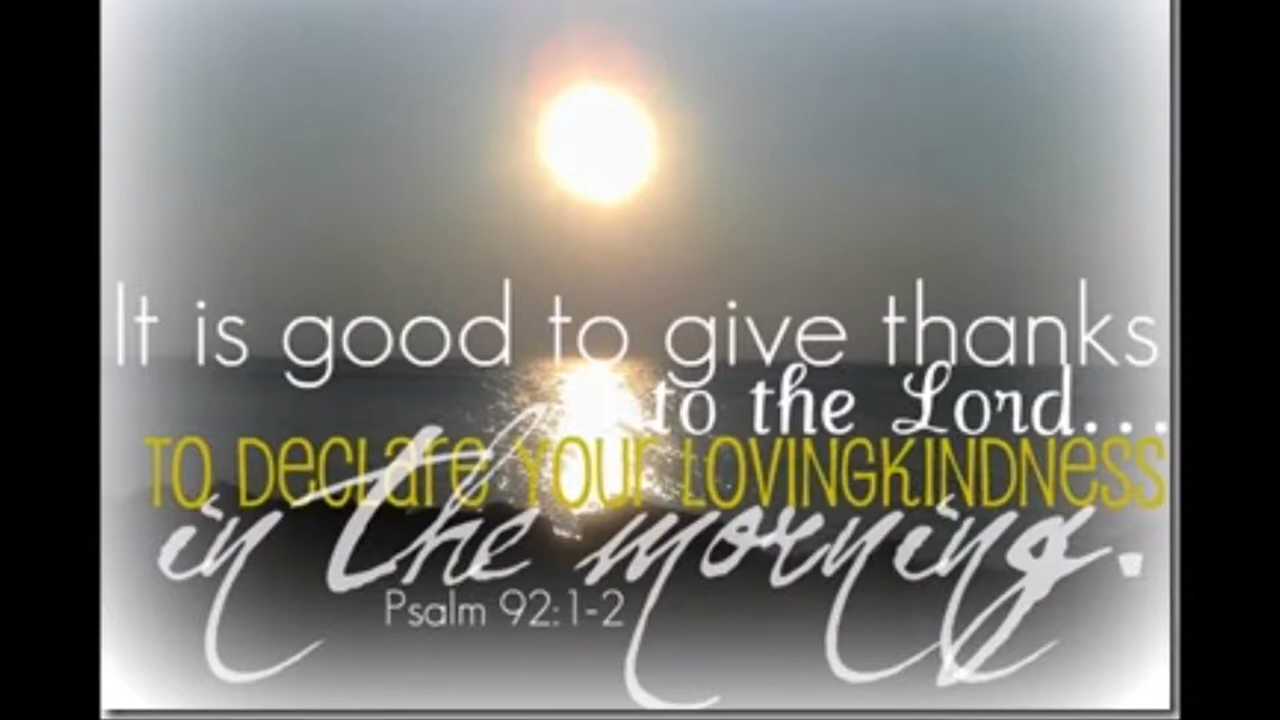 It is good to give thanks
to the Lord...
TO DecLare YOUr LOVINGKINDNess
in the morning.
Psalm 92:1-2